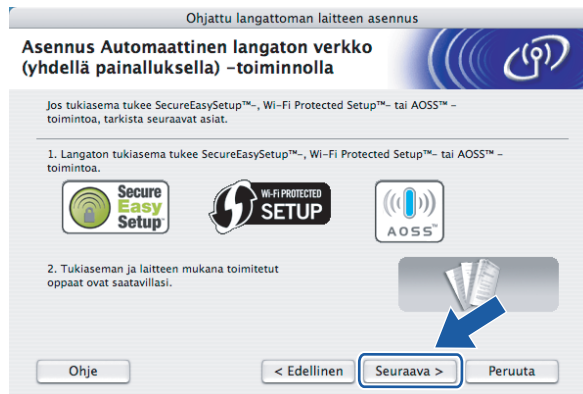 Ohjattu langattoman laitteen asennus
Asennus Automaattinen langaton verkko
(yhdellä painalluksella) –toiminnolla
Jos tukiasema tukee SecureEasySetup™–, Wi–Fi Protected Setup™– tai AOSS™ –
toimintoa, tarkista seuraavat asiat.
1. Langaton tukiasema tukee SecureEasySetup™–, Wi–Fi Protected Setup™– tai AOSS™ –
toimintoa.
Secure
Easy
Setup
Wi-Fi PROTECTED
SETUP
AOSS™
2. Tukiaseman ja laitteen mukana toimitetut
oppaat ovat saatavillasi.
Ohje
< Edellinen
Seuraava >
Peruuta